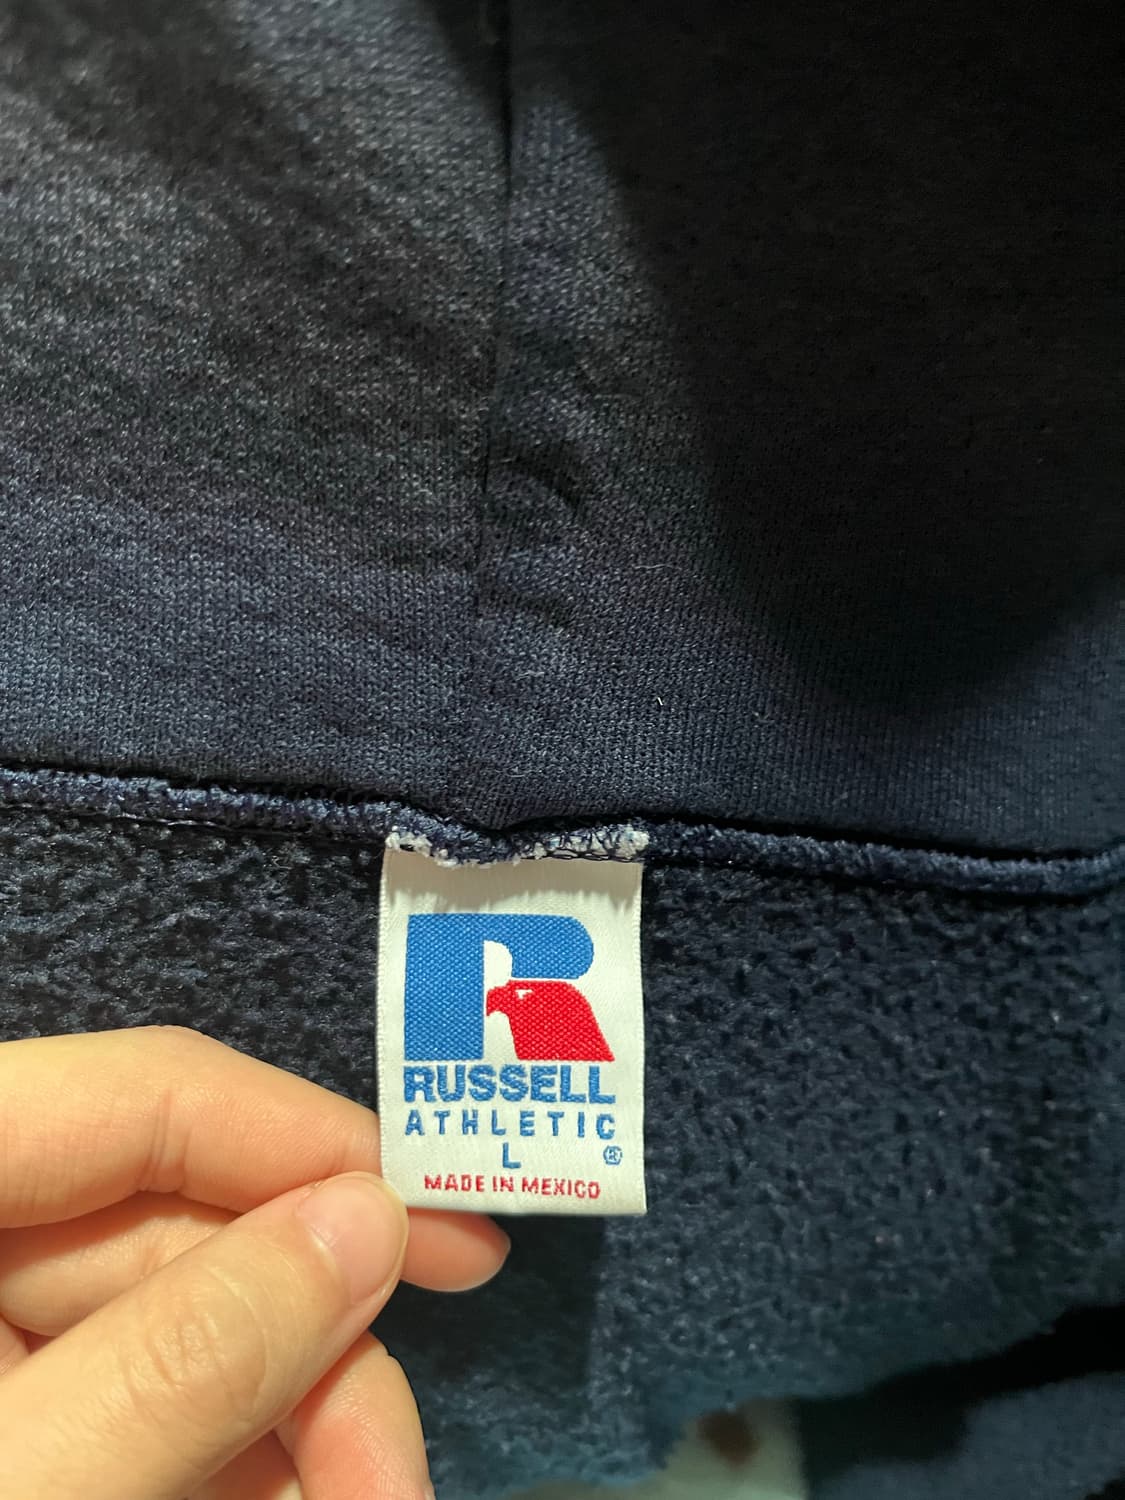 R
RUSSELL
ATHLETIC
L ®
MADE IN MEXICO